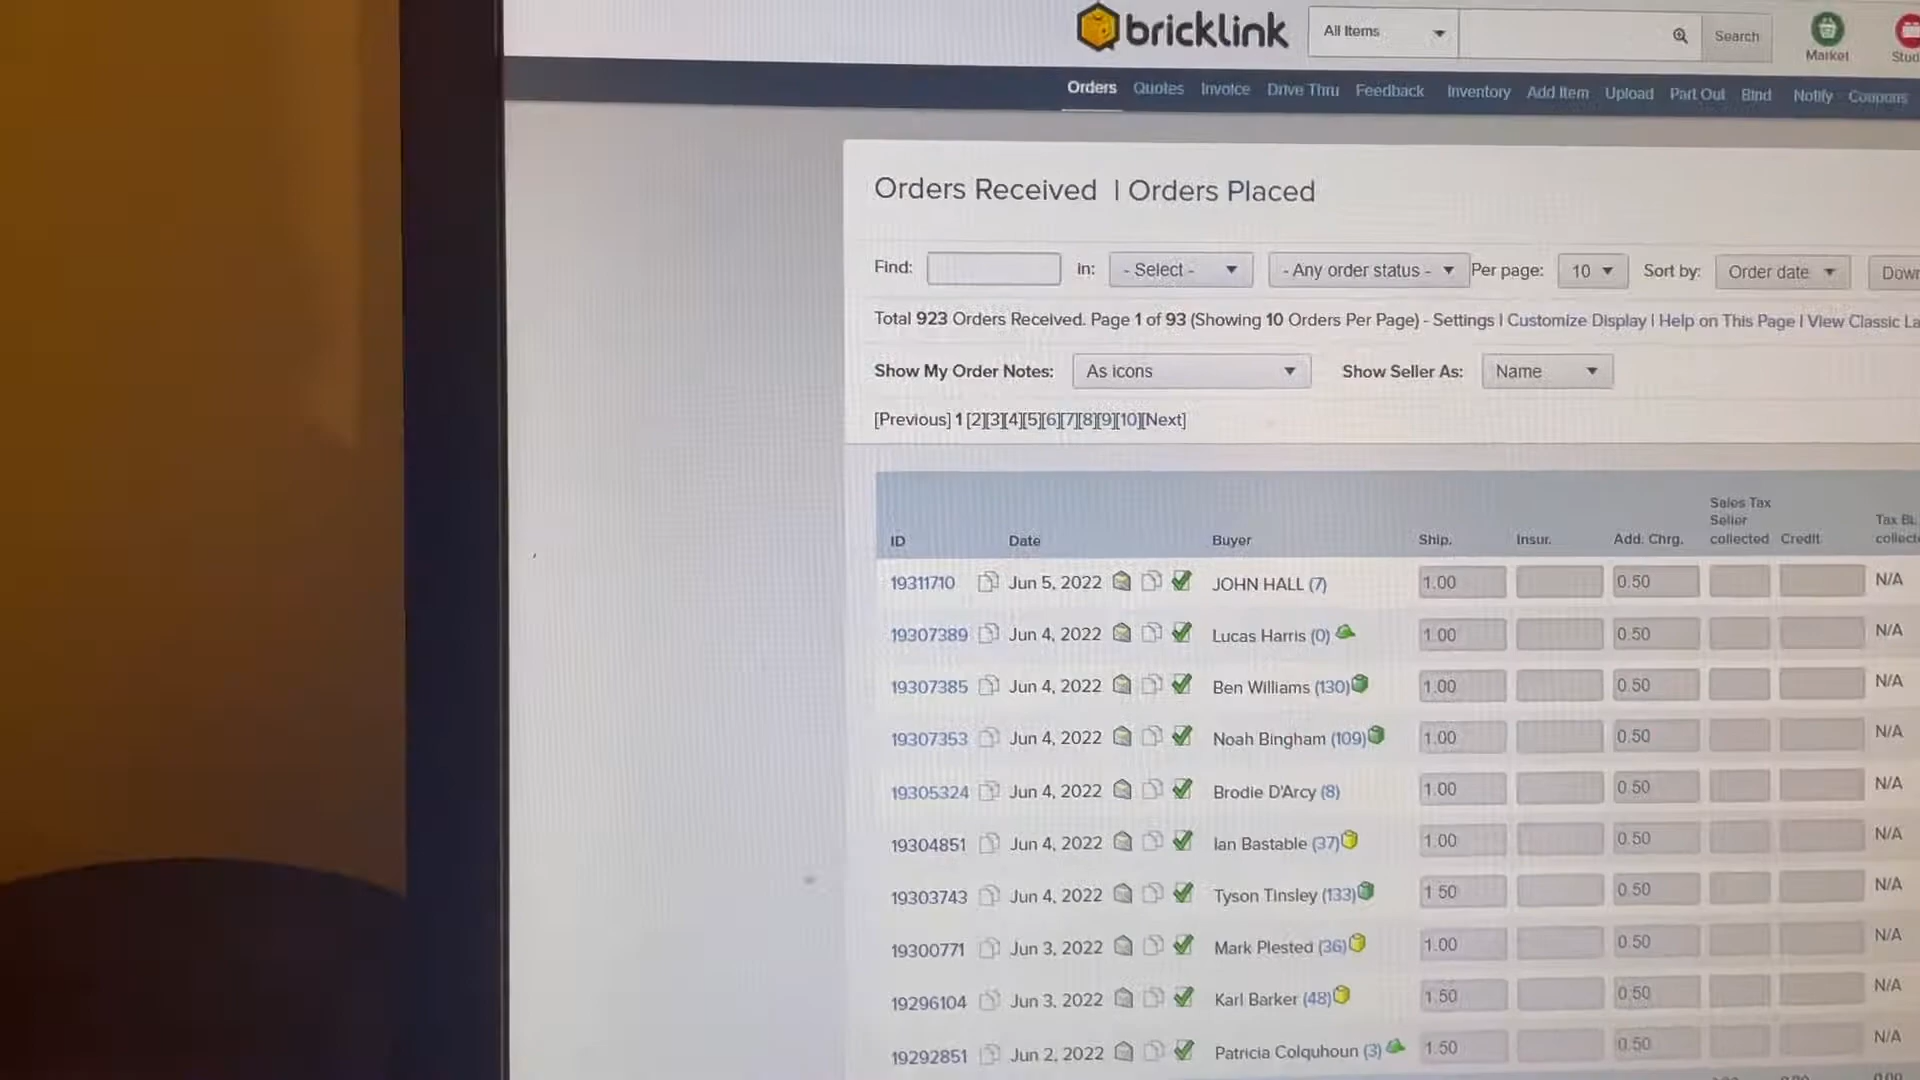 bricklink All Items Search Market
Orders Quotes Invoice Drive Thru Feedback Inventory Add Item Upload Part Out Bind Notify Coupons
Orders Received | Orders Placed
Find: in: - Select - - Any order status - Per page: 10 Sort by: Order date
Total 923 Orders Received. Page 1 of 93 (Showing 10 Orders Per Page) - Settings | Customize Display | Help on This Page | View Classic
Show My Order Notes: As icons Show Seller As: Name
[Previous] 1 [2][3][4][5][6][7][8][9][10][Next]
ID Date Buyer Ship. Insur. Add. Chrg. Sales Tax Seller collected Credit Tax
19311710 Jun 5, 2022 JOHN HALL (7) 1.00 0.50 N/A
19307389 Jun 4, 2022 Lucas Harris (0) 1.00 0.50 N/A
19307385 Jun 4, 2022 Ben Williams (130) 1.00 0.50 N/A
19307353 Jun 4, 2022 Noah Bingham (109) 1.00 0.50 N/A
19305324 Jun 4, 2022 Brodie D'Arcy (8) 1.00 0.50 N/A
19304851 Jun 4, 2022 Ian Bastable (37) 1.00 0.50 N/A
19303743 Jun 4, 2022 Tyson Tinsley (133) 1.50 0.50 N/A
19300771 Jun 3, 2022 Mark Plested (36) 1.00 0.50 N/A
19296104 Jun 3, 2022 Karl Barker (48) 1.50 0.50 N/A
19292851 Jun 2, 2022 Patricia Colquhoun (3) 1.50 0.50 N/A